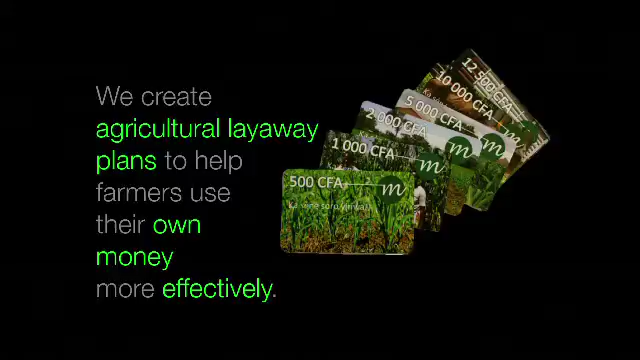 We create
agricultural layaway
plans to help
farmers use
their own
money
more effectively.
12 500 CFA
10 000 CFA
5 000 CFA
2 000 CFA
1 000 CFA
500 CFA
m
m
m
m